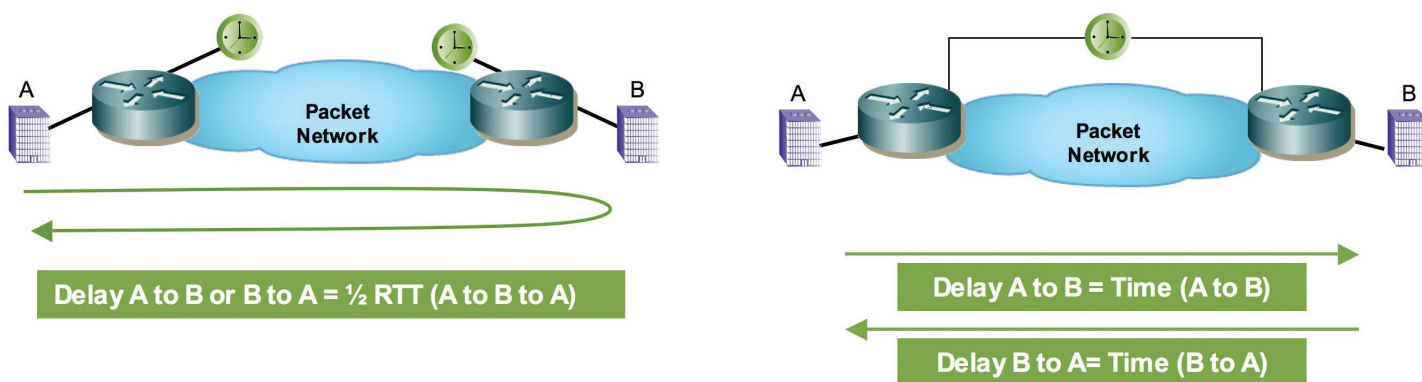 A
Packet
Network
B
Delay A to B or B to A = ½ RTT (A to B to A)
A
Packet
Network
B
Delay A to B = Time (A to B)
Delay B to A= Time (B to A)